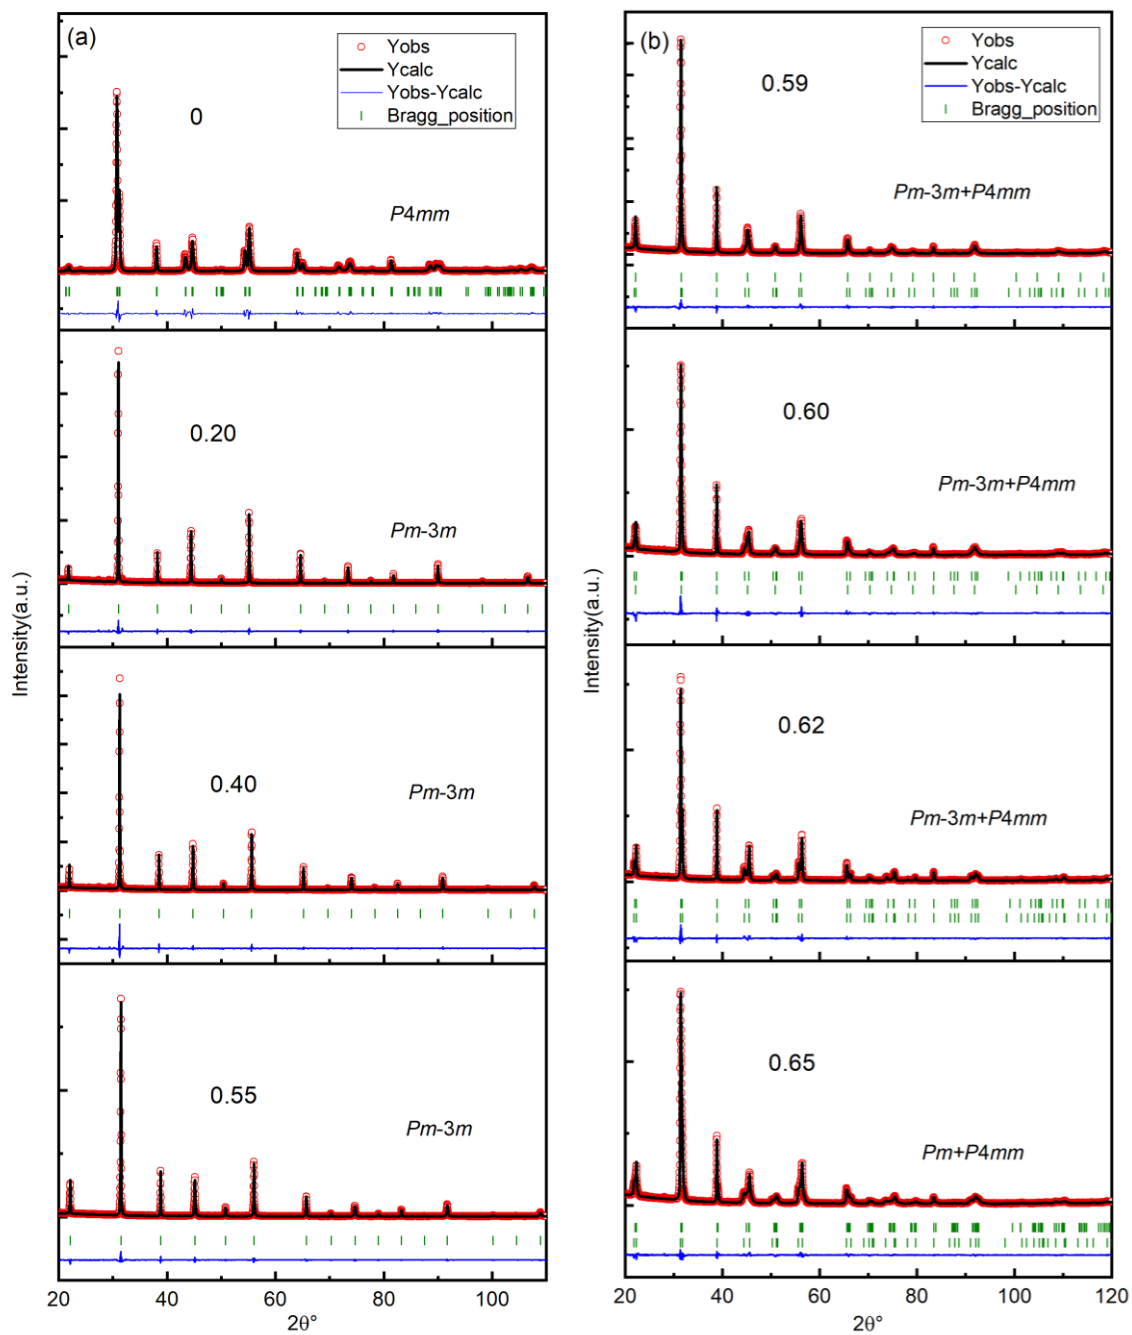 (a)
Yobs
Ycalc
Yobs-Ycalc
Bragg_position
0
P4mm
0.20
Pm-3m
0.40
Pm-3m
0.55
Pm-3m
Intensity(a.u.)
20 40 60 80 100
2θ°
(b)
Yobs
Ycalc
Yobs-Ycalc
Bragg_position
0.59
Pm-3m+P4mm
0.60
Pm-3m+P4mm
0.62
Pm-3m+P4mm
0.65
Pm+P4mm
Intensity(a.u.)
20 40 60 80 100 120
2θ°